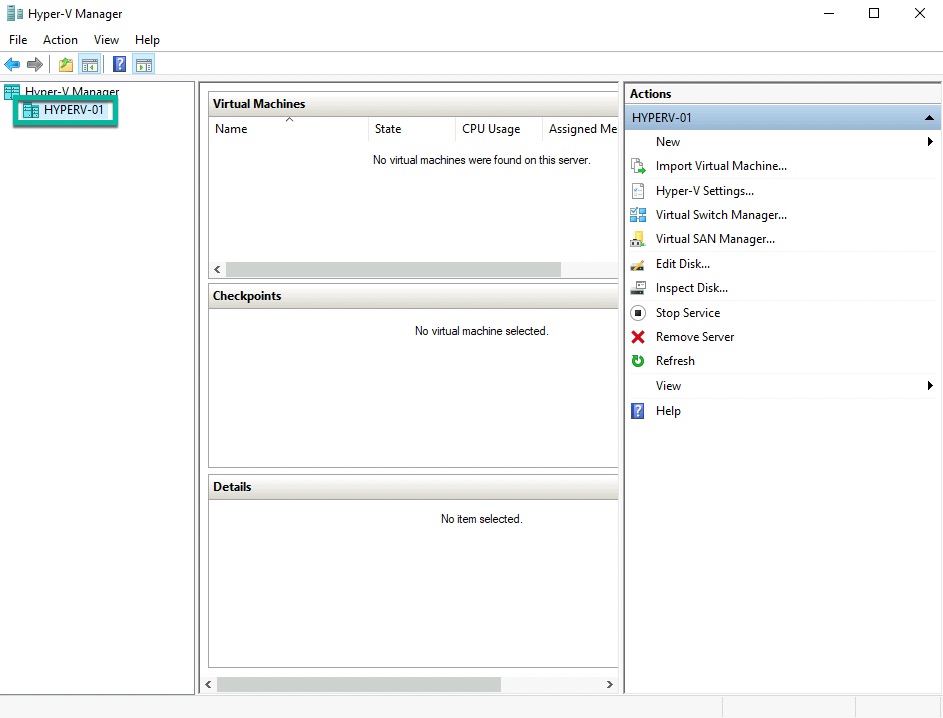 Hyper-V Manager
File Action View Help
Hyper-V Manager
HYPERV-01
Virtual Machines
Name State CPU Usage Assigned Me
No virtual machines were found on this server.
Checkpoints
No virtual machine selected.
Details
No item selected.
Actions
HYPERV-01
New
Import Virtual Machine...
Hyper-V Settings...
Virtual Switch Manager...
Virtual SAN Manager...
Edit Disk...
Inspect Disk...
Stop Service
Remove Server
Refresh
View
Help